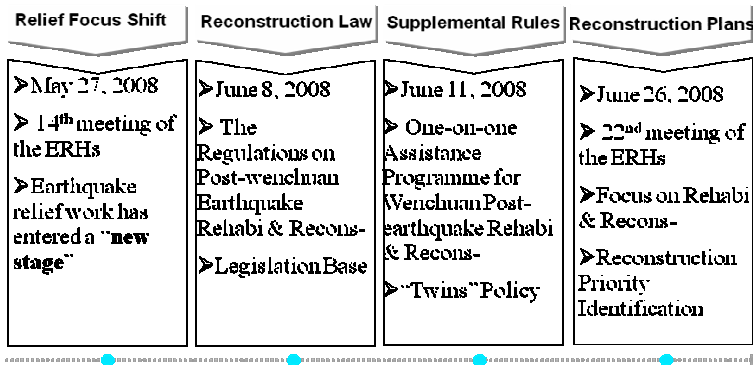 Relief Focus Shift
➢May 27, 2008
➢ 14th meeting of
the ERHs
➢Earthquake
relief work has
entered a “new
stage”
Reconstruction Law
➢June 8, 2008
➢ The
Regulations on
Post-wenchuan
Earthquake
Rehabi & Recons-
➢Legislation Base
Supplemental Rules
➢June 11, 2008
➢ One-on-one
Assistance
Programme for
Wenchuan Post-
earthquake Rehabi
& Recons-
➢“Twins” Policy
Reconstruction Plans
➢June 26, 2008
➢ 22nd meeting of
the ERHs
➢Focus on Rehabi
& Recons-
➢Reconstruction
Priority
Identification